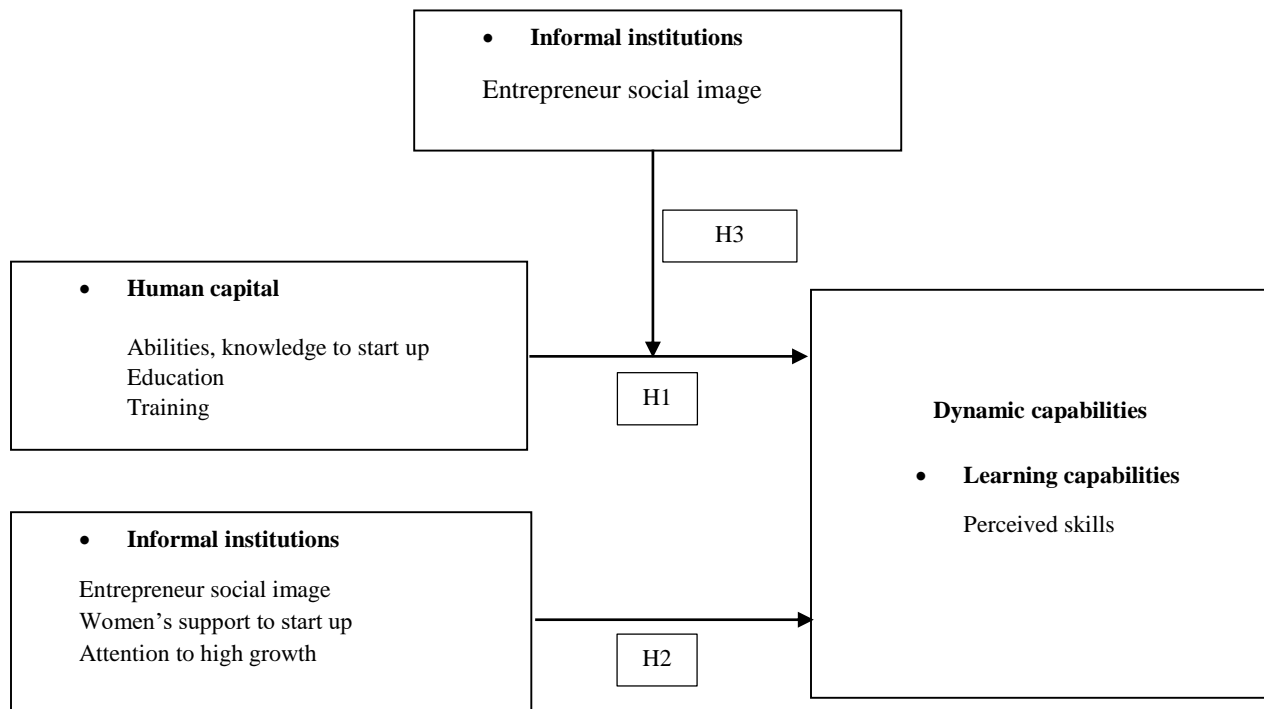 • Informal institutions
Entrepreneur social image
H3
• Human capital
Abilities, knowledge to start up
Education
Training
H1
Dynamic capabilities
• Learning capabilities
Perceived skills
• Informal institutions
Entrepreneur social image
Women’s support to start up
Attention to high growth
H2